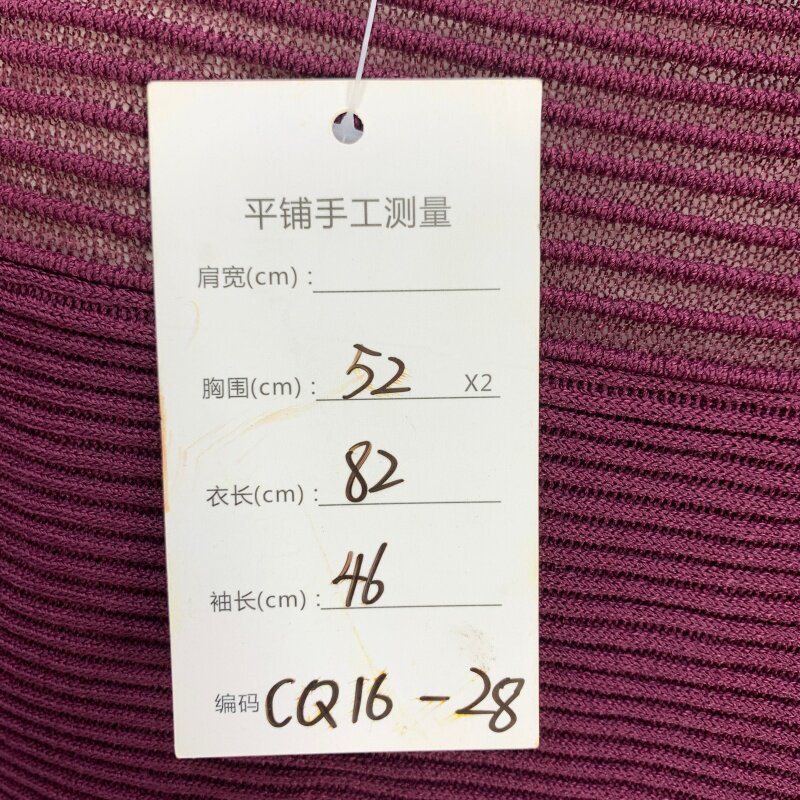 平铺手工测量
肩宽(cm)：
胸围(cm)：52 X2
衣长(cm)：82
袖长(cm)：46
编码 CQ16-28